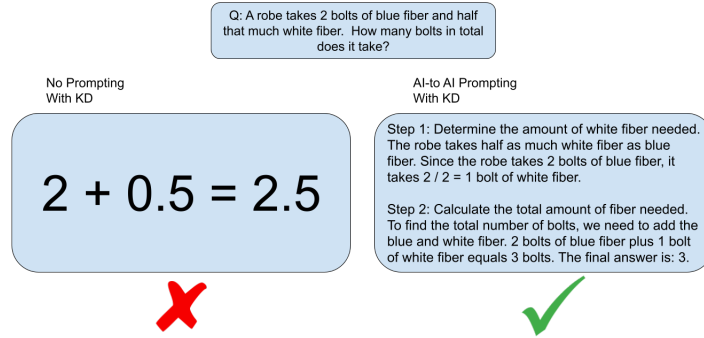 Q: A robe takes 2 bolts of blue fiber and half
that much white fiber.  How many bolts in total
does it take?
No Prompting
With KD
2 + 0.5 = 2.5
AI-to AI Prompting
With KD
Step 1: Determine the amount of white fiber needed.
The robe takes half as much white fiber as blue
fiber. Since the robe takes 2 bolts of blue fiber, it
takes 2 / 2 = 1 bolt of white fiber.
Step 2: Calculate the total amount of fiber needed.
To find the total number of bolts, we need to add the
blue and white fiber. 2 bolts of blue fiber plus 1 bolt
of white fiber equals 3 bolts. The final answer is: 3.